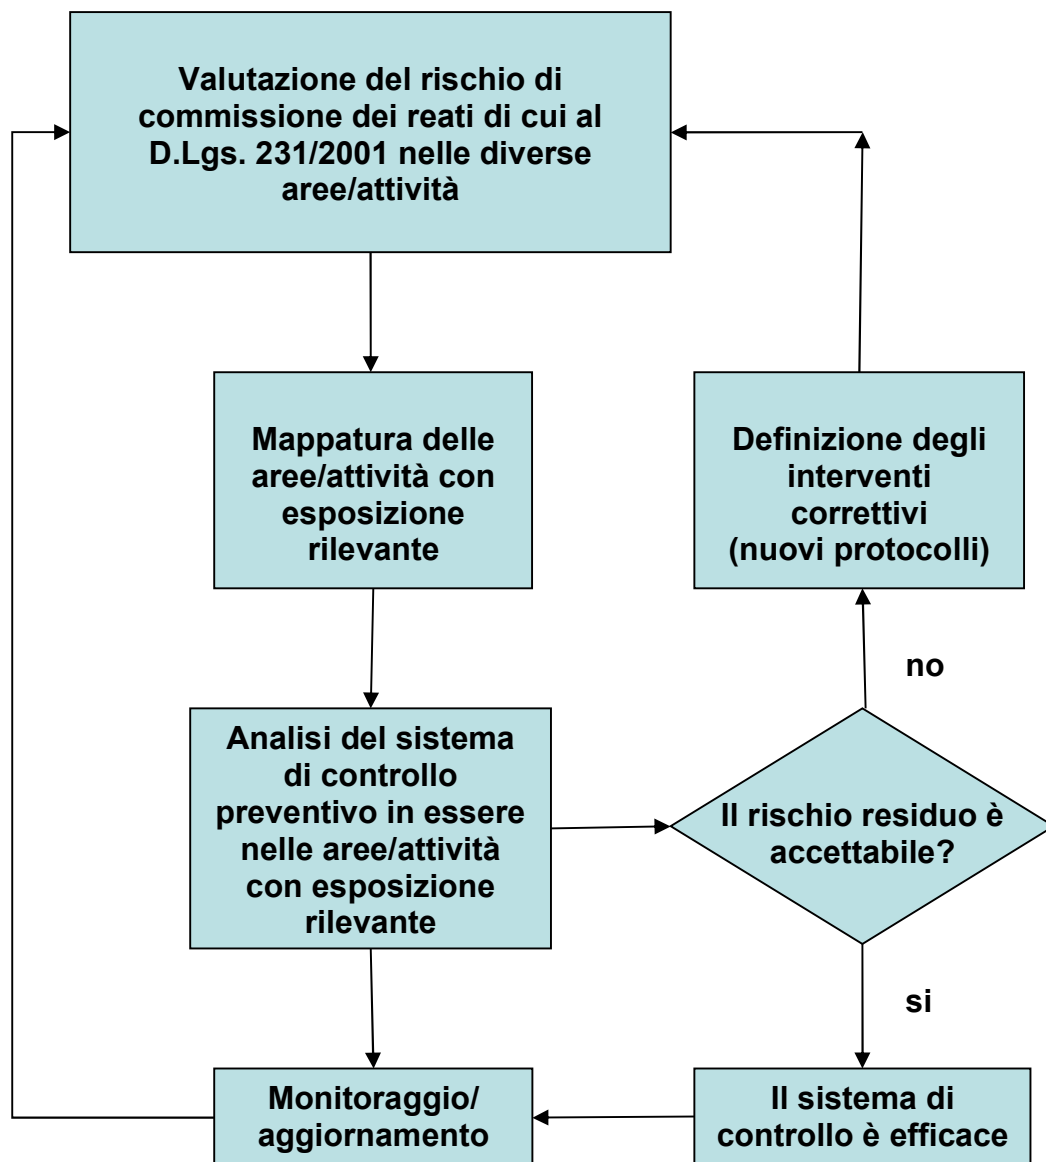 Valutazione del rischio di
commissione dei reati di cui al
D.Lgs. 231/2001 nelle diverse
aree/attività
Mappatura delle
aree/attività con
esposizione
rilevante
Definizione degli
interventi
correttivi
(nuovi protocolli)
no
Analisi del sistema
di controllo
preventivo in essere
nelle aree/attività
con esposizione
rilevante
Il rischio residuo è
accettabile?
si
Monitoraggio/
aggiornamento
Il sistema di
controllo è efficace